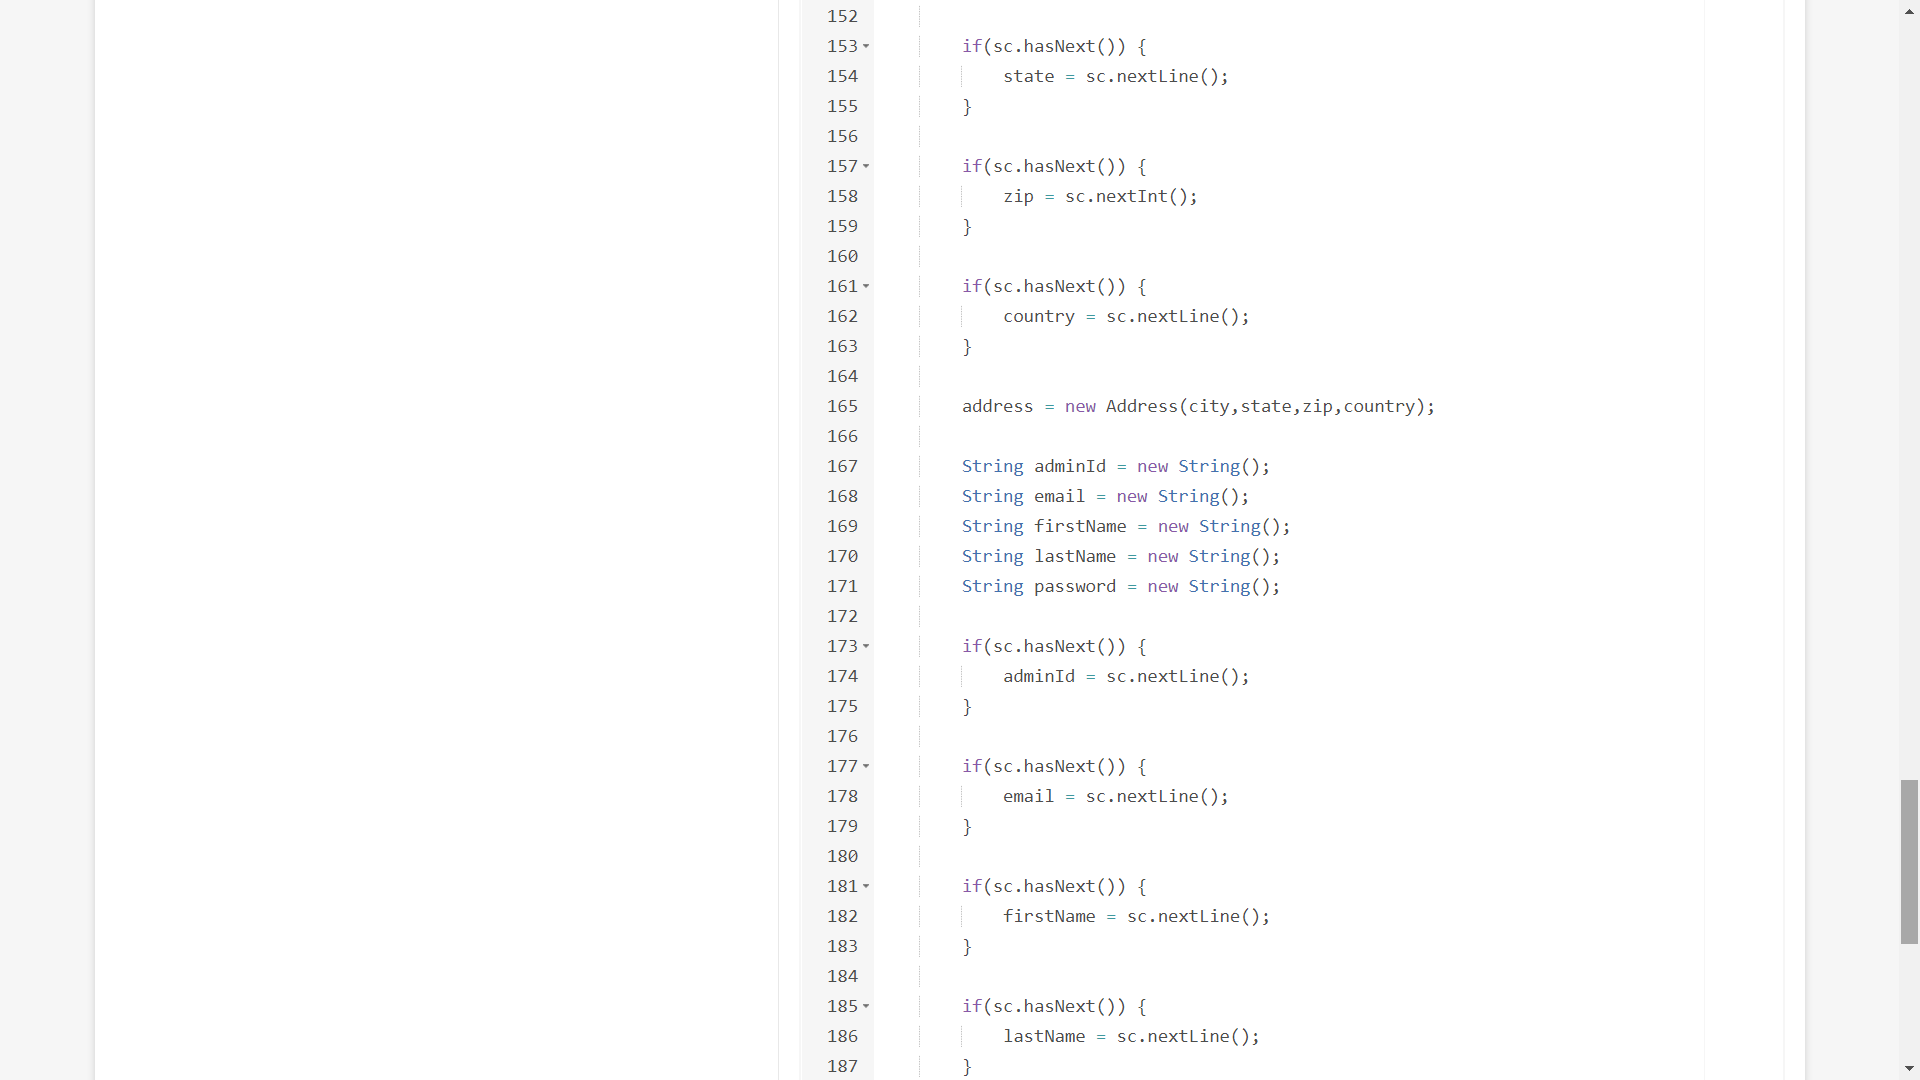 152
153 if(sc.hasNext()) {
154 state = sc.nextLine();
155 }
156
157 if(sc.hasNext()) {
158 zip = sc.nextInt();
159 }
160
161 if(sc.hasNext()) {
162 country = sc.nextLine();
163 }
164
165 address = new Address(city,state,zip,country);
166
167 String adminId = new String();
168 String email = new String();
169 String firstName = new String();
170 String lastName = new String();
171 String password = new String();
172
173 if(sc.hasNext()) {
174 adminId = sc.nextLine();
175 }
176
177 if(sc.hasNext()) {
178 email = sc.nextLine();
179 }
180
181 if(sc.hasNext()) {
182 firstName = sc.nextLine();
183 }
184
185 if(sc.hasNext()) {
186 lastName = sc.nextLine();
187 }